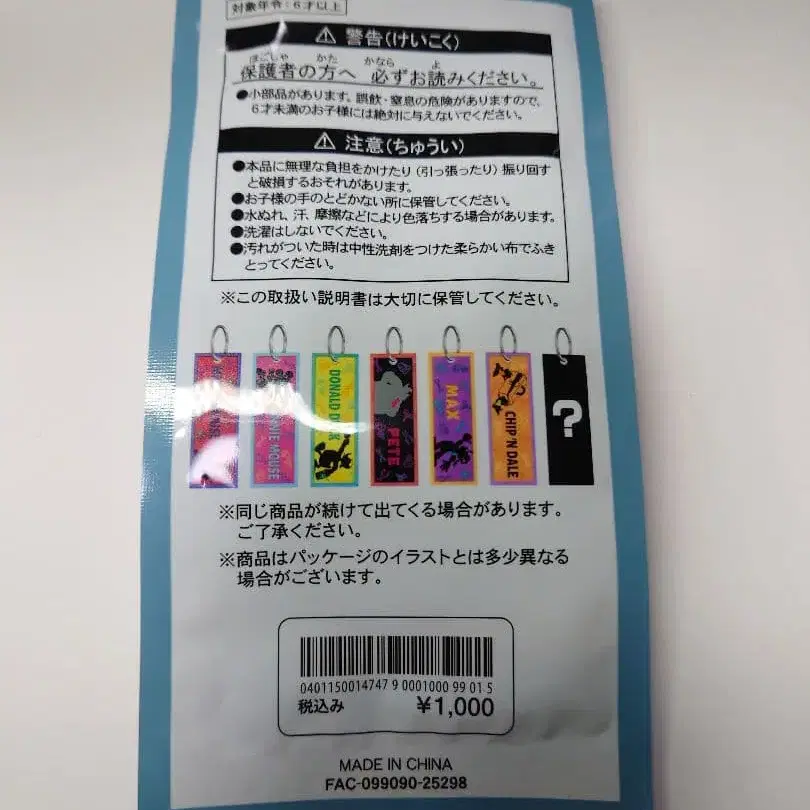 対象年令:6才以上
⚠ 警告(けいこく)
ほごしゃ かた かなら よ
保護者の方へ 必ずお読みください。
●小部品があります。誤飲・窒息の危険がありますので、
6才未満のお子様には絶対に与えないでください。
⚠ 注意(ちゅうい)
●本品に無理な負担をかけたり(引っ張ったり)振り回す
と破損するおそれがあります。
●お子様の手のとどかない所に保管してください。
●水ぬれ、汗、摩擦などにより色落ちする場合があります。
●洗濯はしないでください。
●汚れがついた時は中性洗剤をつけた柔らかい布でふき
とってください。
※この取扱い説明書は大切に保管してください。
MOUSE
DONALD DUCK
PETE
MAX
CHIP 'N DALE
?
※同じ商品が続けて出てくる場合があります。
ご了承ください。
※商品はパッケージのイラストとは多少異なる
場合がございます。
0401150014747 9 0001000 99 01 5
税込み ¥1,000
MADE IN CHINA
FAC-099090-25298